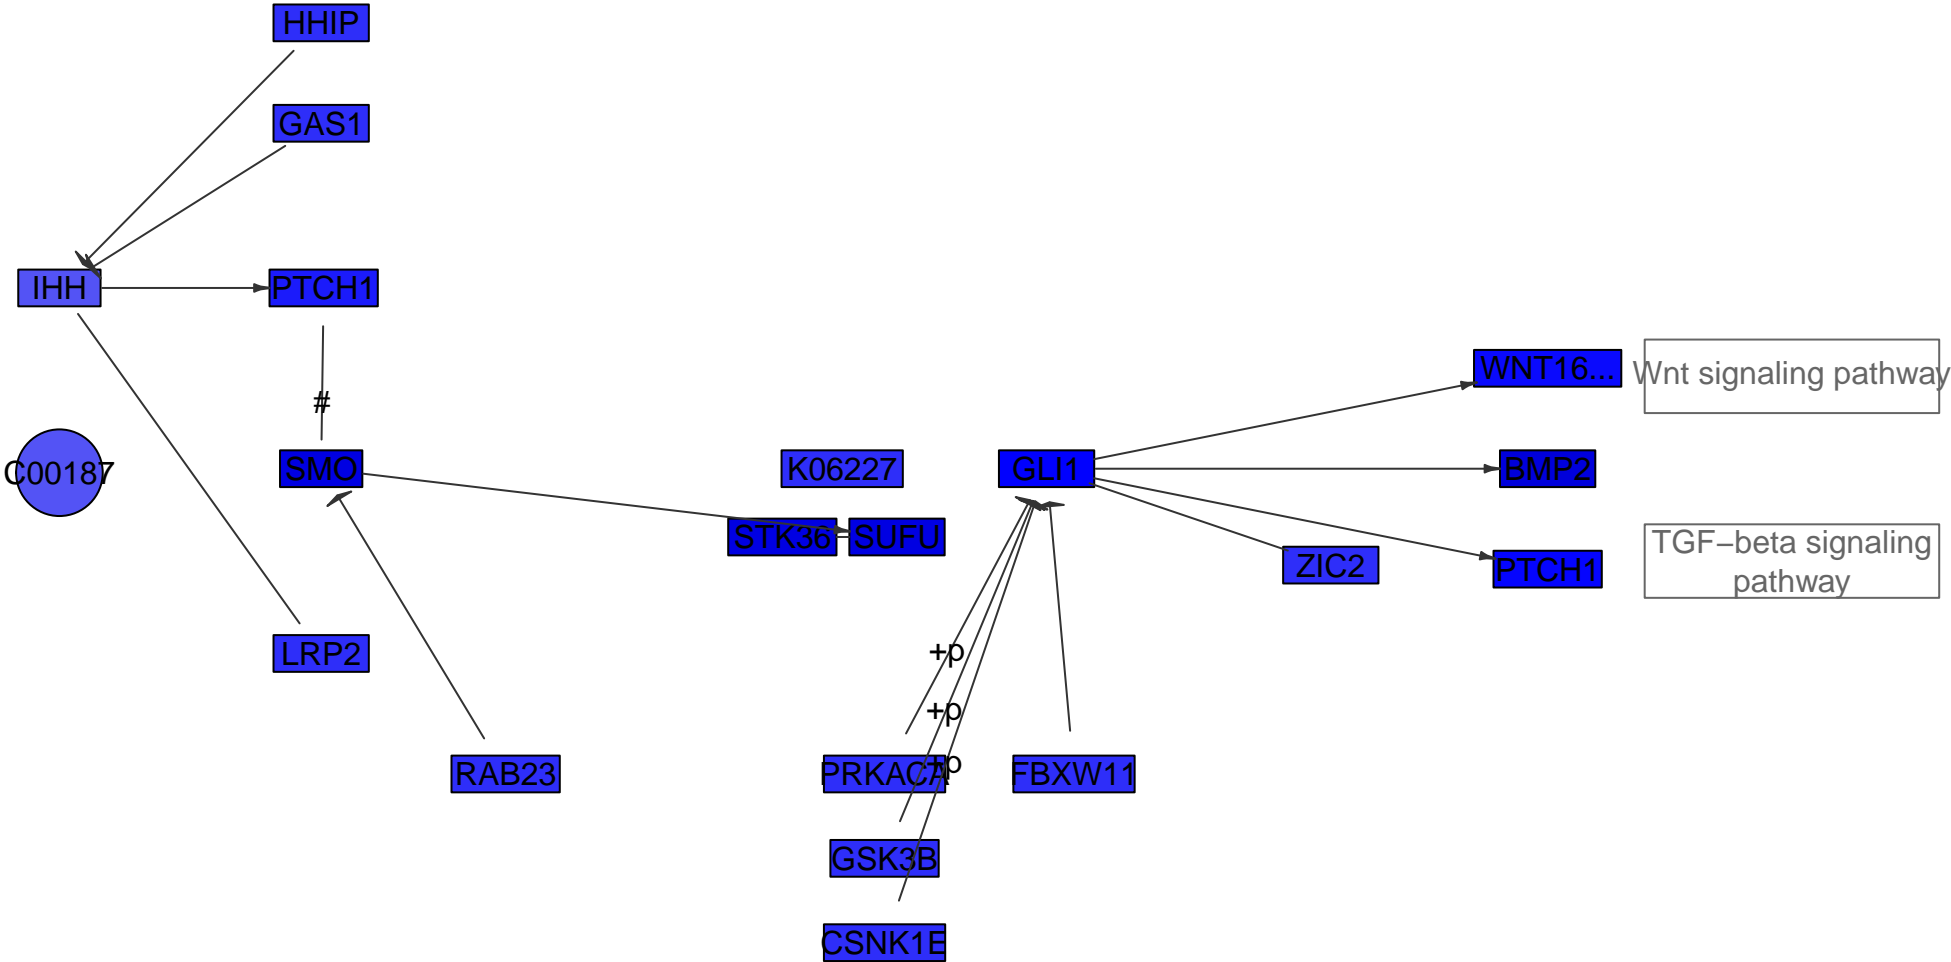 HHIP
GAS1
IHH
PTCH1
WNT16...
Wnt signaling pathway
#
C00187
SMO
K06227
GLI1
BMP2
STK36
SUFU
ZIC2
PTCH1
TGF−beta signaling
pathway
LRP2
+p
+p
+p
RAB23
PRKACA
FBXW11
GSK3B
CSNK1E